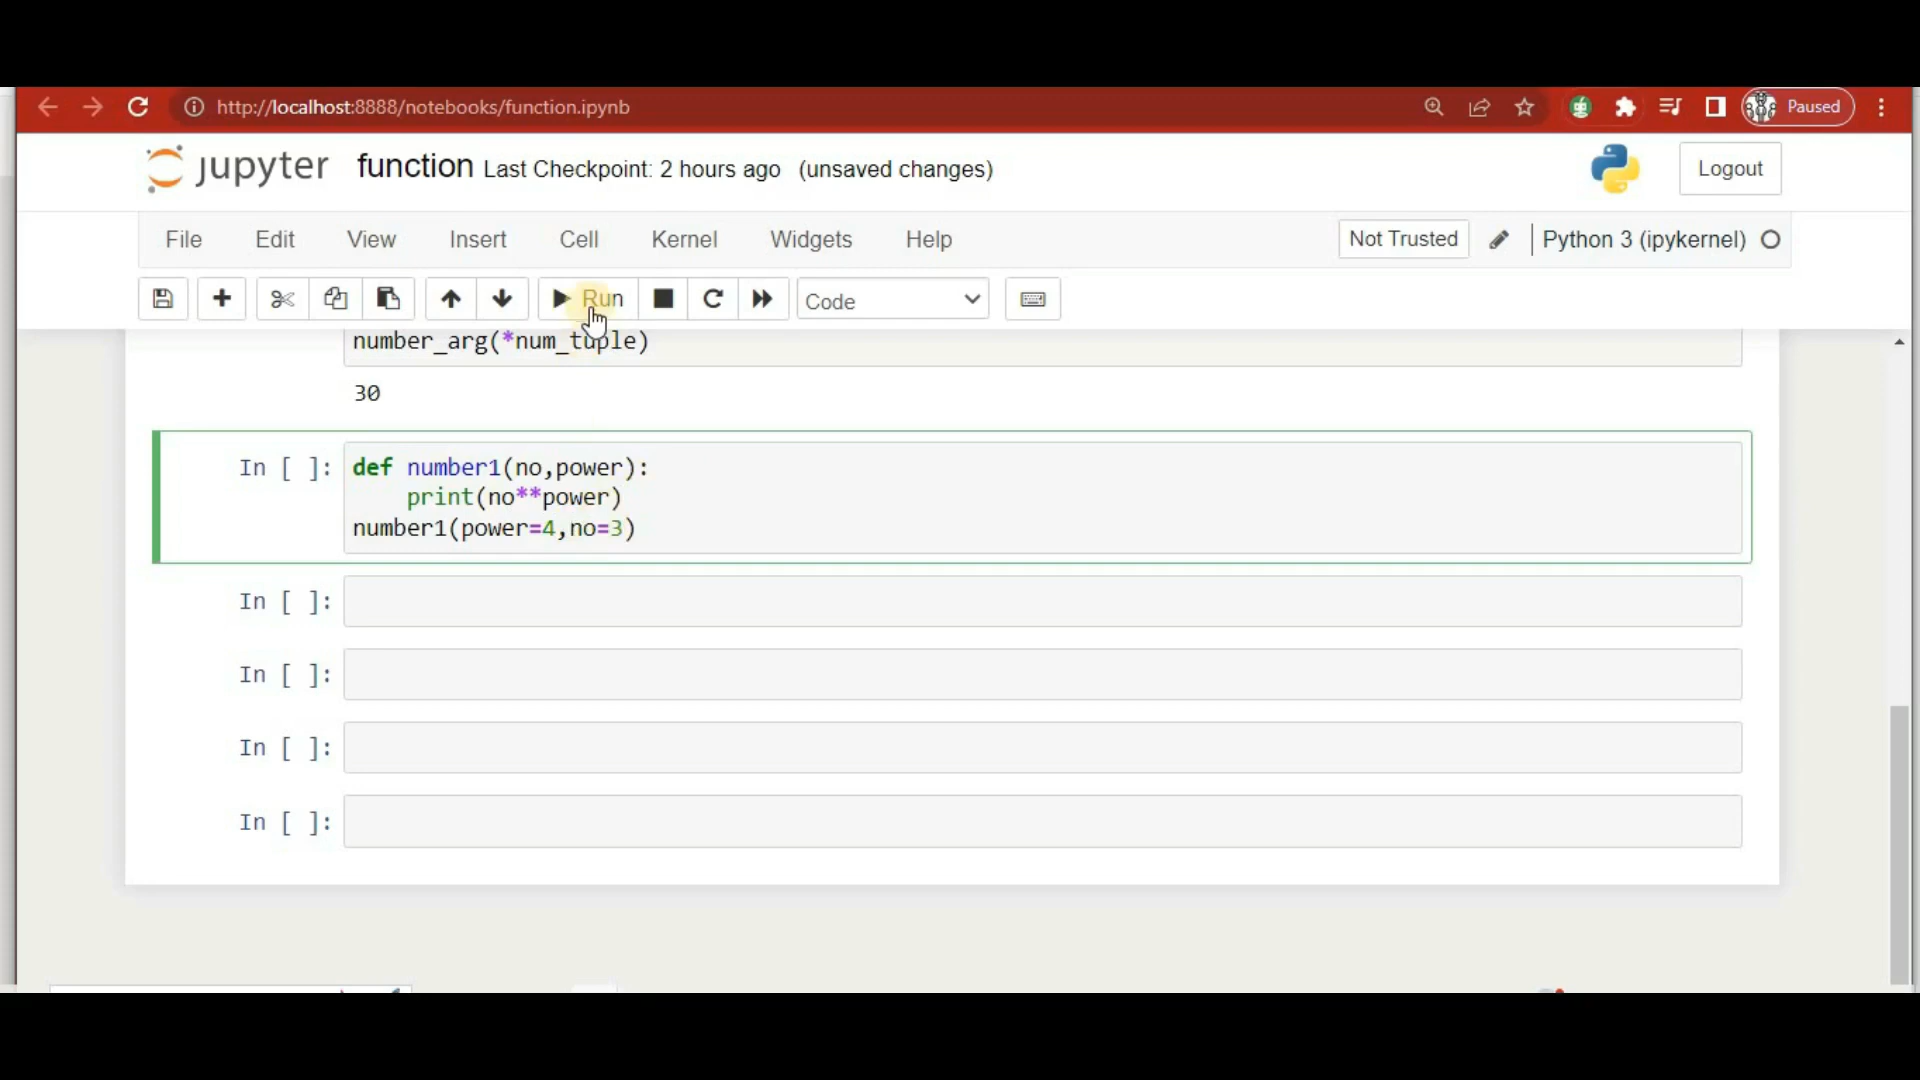 http://localhost:8888/notebooks/function.ipynb
Paused
jupyter function Last Checkpoint: 2 hours ago (unsaved changes)
Logout
File Edit View Insert Cell Kernel Widgets Help
Not Trusted
Python 3 (ipykernel)
Run
Code
number_arg(*num_tuple)
30
In [ ]: def number1(no,power):
print(no**power)
number1(power=4,no=3)
In [ ]:
In [ ]:
In [ ]:
In [ ]: